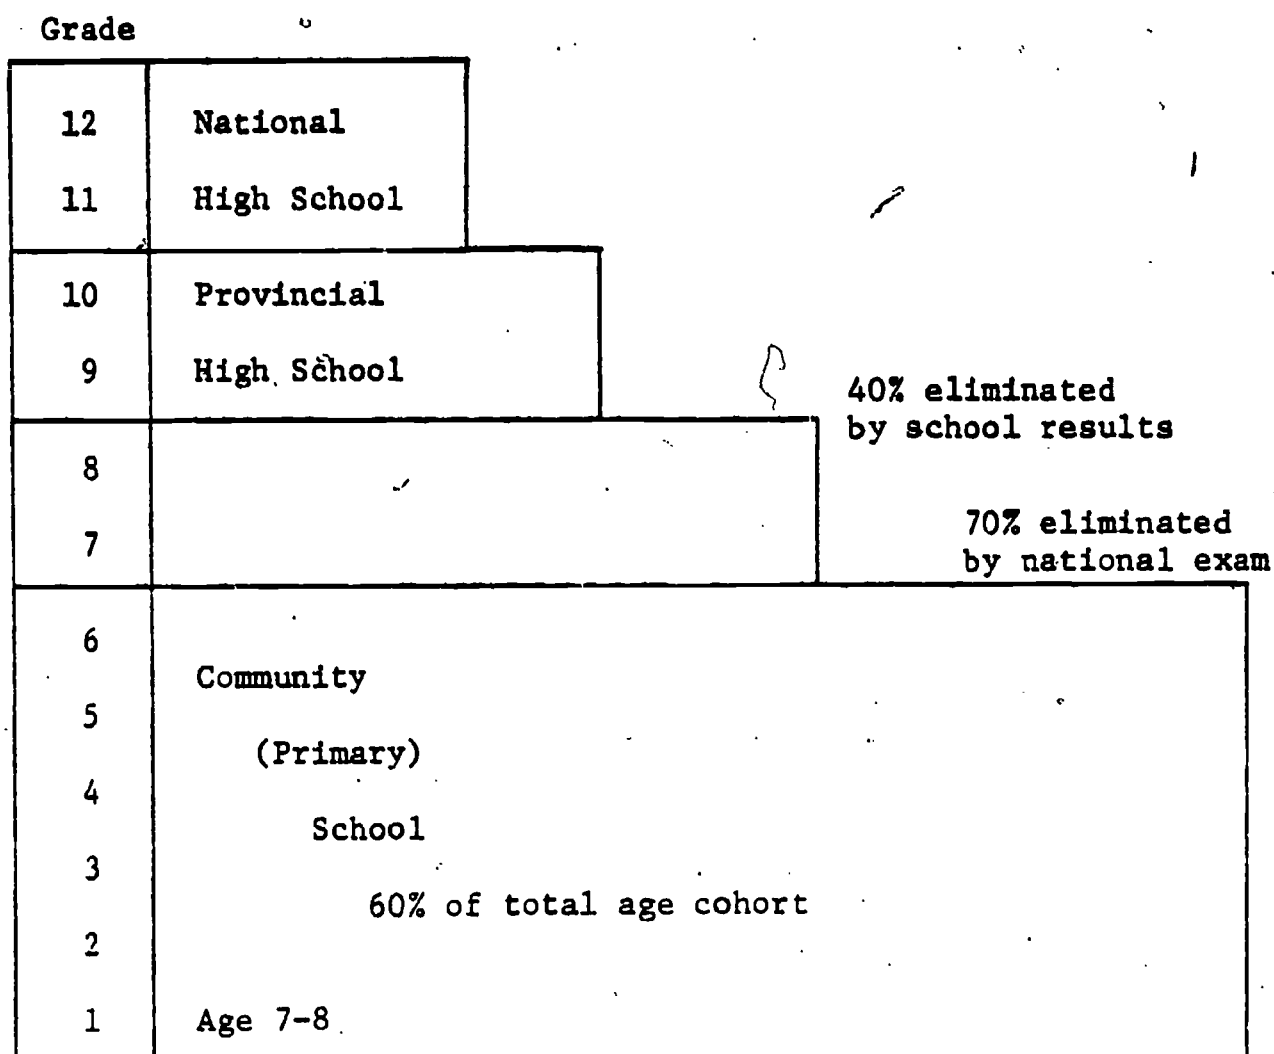 Grade
12 National
11 High School
10 Provincial
9 High School
40% eliminated
by school results
8
7
70% eliminated
by national exam
6
Community
5
(Primary)
4
School
3
60% of total age cohort
2
1 Age 7-8